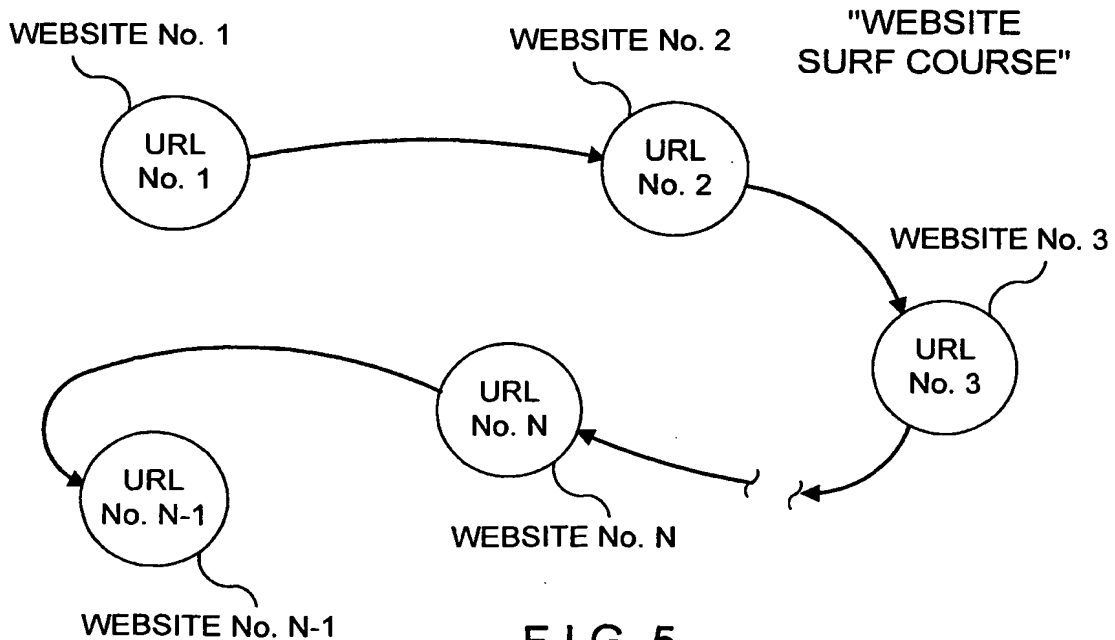 WEBSITE No. 1
WEBSITE No. 2
"WEBSITE
SURF COURSE"
URL
No. 1
URL
No. 2
WEBSITE No. 3
URL
No. 3
URL
No. N
URL
No. N-1
WEBSITE No. N
WEBSITE No. N-1
FIG. 5